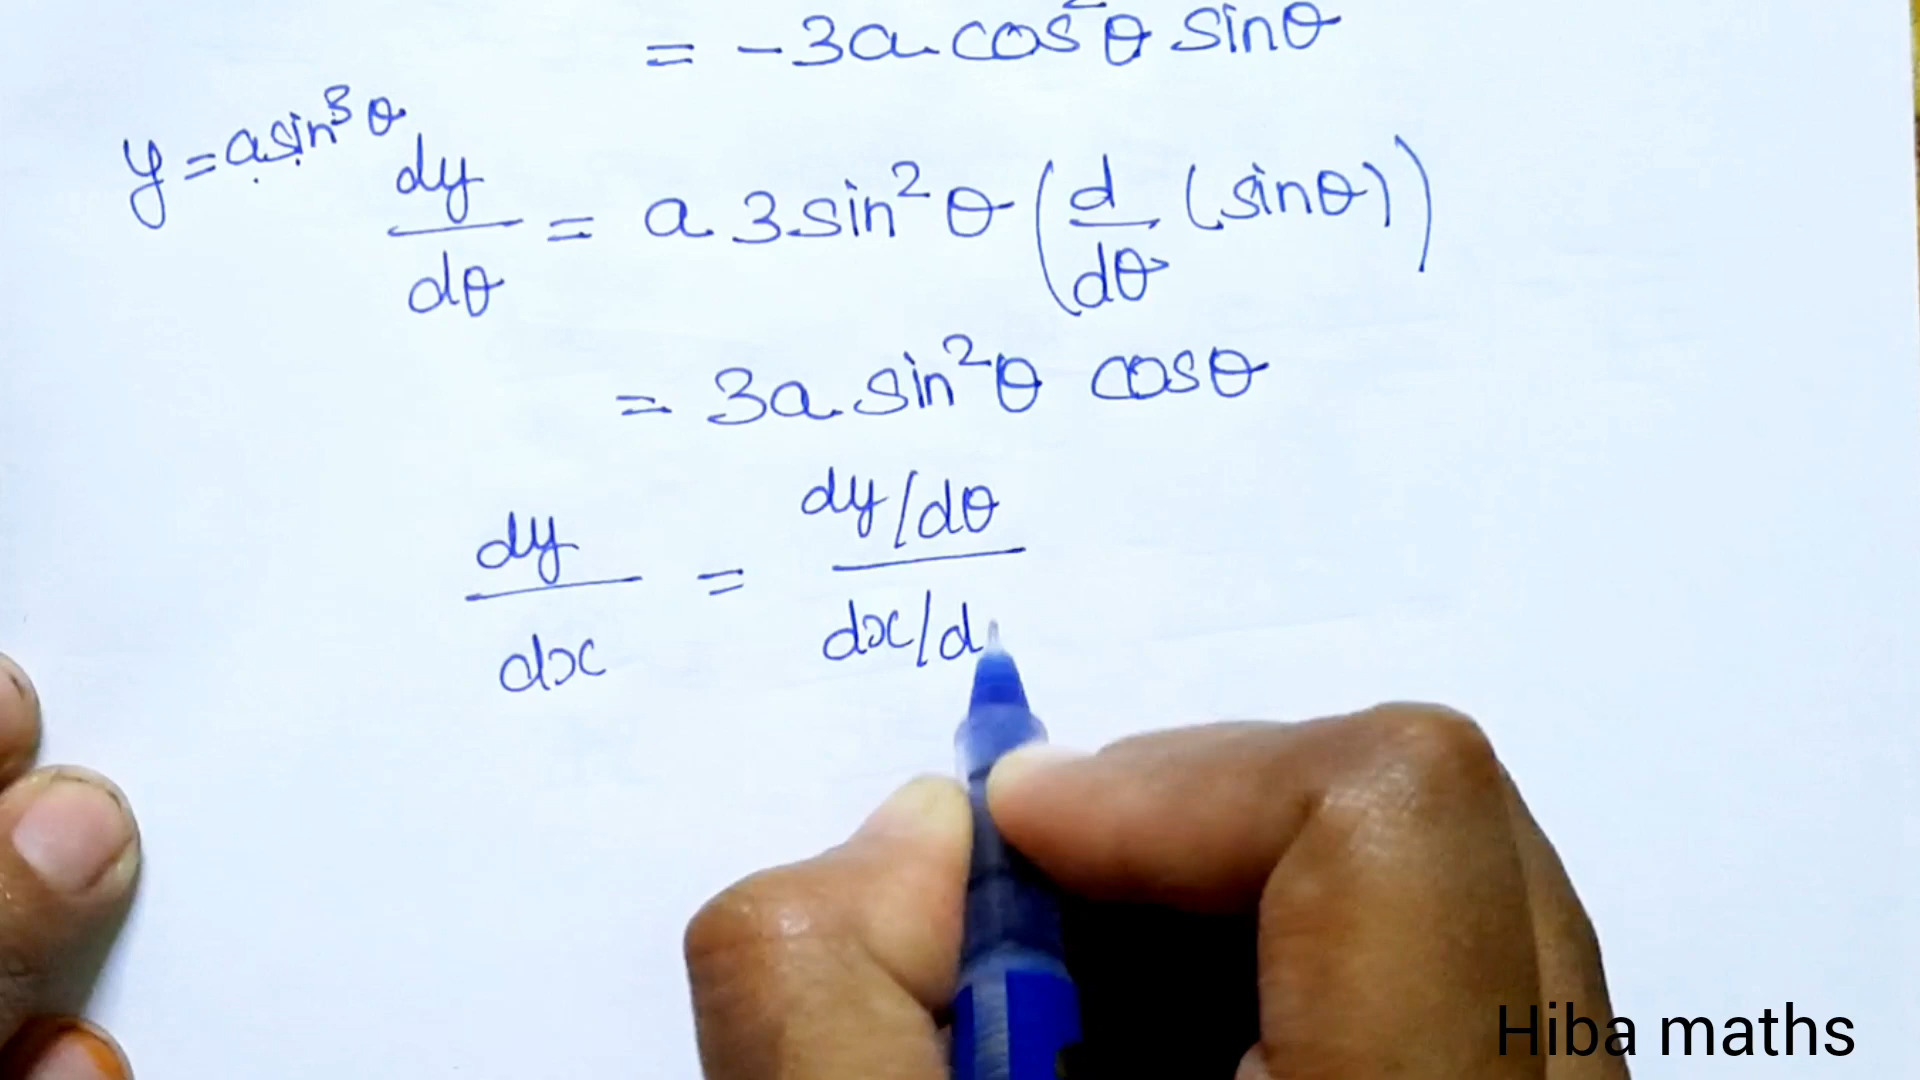 = -3a cos²θ sinθ
y = a sin³θ
dy/dθ = a 3 sin²θ (d/dθ (sinθ))
= 3a sin²θ cosθ
dy/dx = dy/dθ / dx/d
Hiba maths